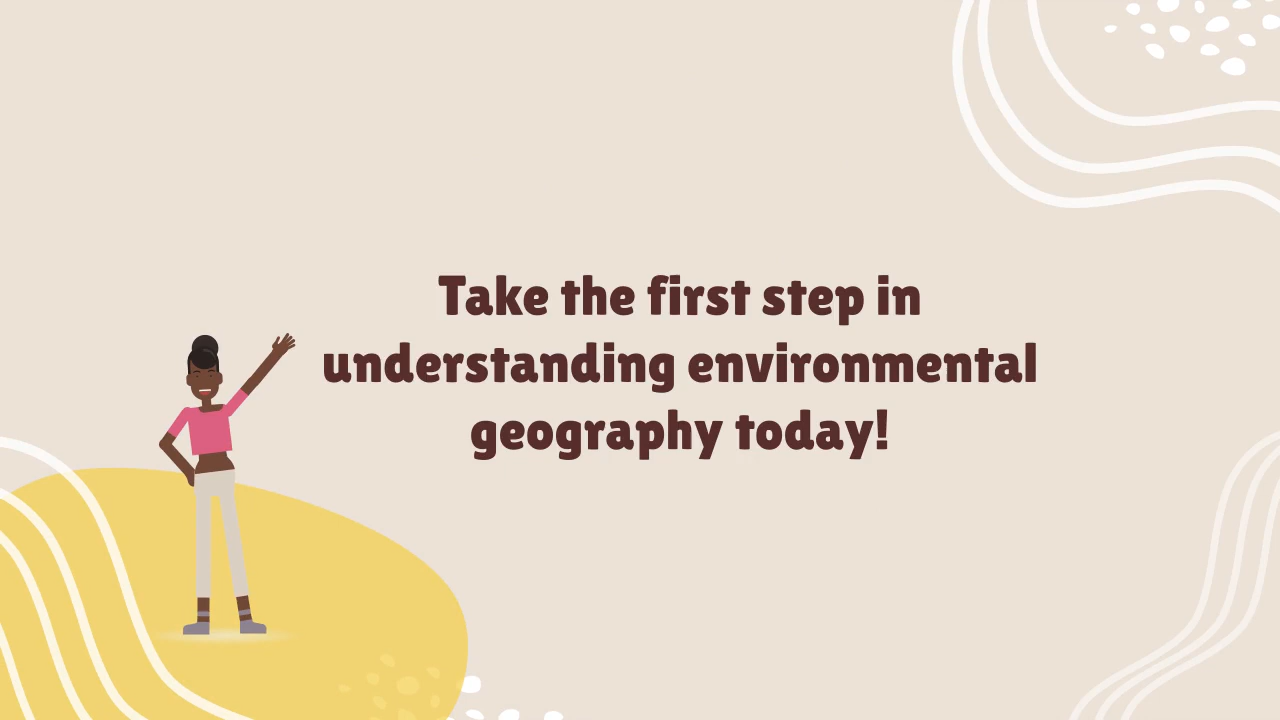 Take the first step in
understanding environmental
geography today!